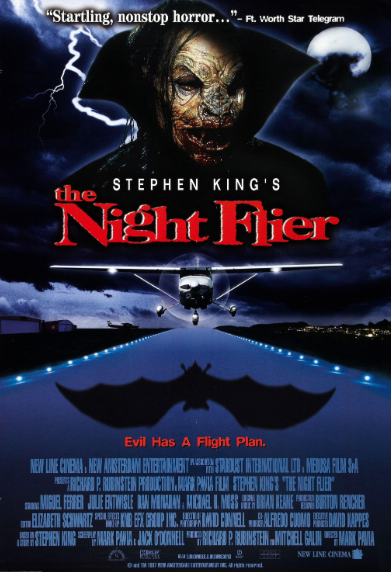 “Startling, nonstop horror...”– Ft. Worth Star Telegram
STEPHEN KING'S
the
Night Flier
Evil Has A Flight Plan.
NEW LINE CINEMA & NEW AMSTERDAM ENTERTAINMENT STARDUST INTERNATIONAL LTD & MEDUSA FILM SpA
A RICHARD P. RUBINSTEIN PRODUCTION MARK PAVIA FILM STEPHEN KING'S "THE NIGHT FLIER"
MIGUEL FERRER JULIE ENTWISLE DAN MONAHAN MICHAEL H. MOSS BRIAN KEANE BURTON RENCHER
ELIZABETH SCHWARTZ KNB EFX GROUP INC. DAVID CONNELL ALFREDO CUOMO DAVID KAPPES
STEPHEN KING SCREENPLAY BY MARK PAVIA & JACK O'DONNELL RICHARD P. RUBINSTEIN & MITCHELL GALIN MARK PAVIA
NEW LINE CINEMA